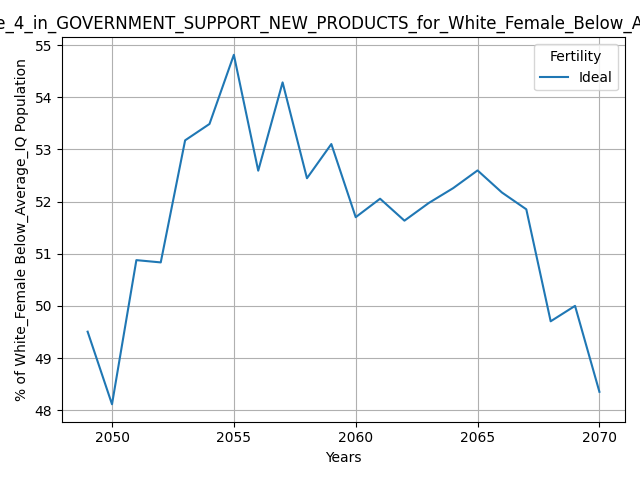 e_4_in_GOVERNMENT_SUPPORT_NEW_PRODUCTS_for_White_Female_Below_A
Fertility
Ideal
55
54
53
52
51
50
49
48
% of White_Female Below_Average_IQ Population
2050 2055 2060 2065 2070
Years